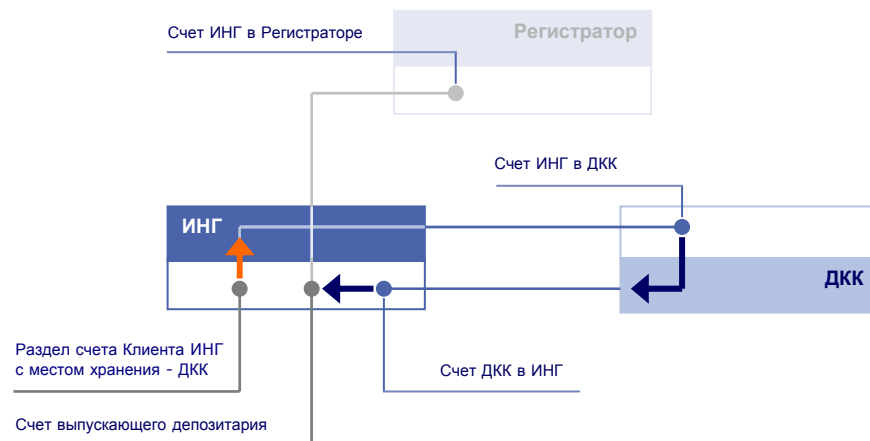 Счет ИНГ в Регистраторе
Регистратор
Счет ИНГ в ДКК
ИНГ
ДКК
Раздел счета Клиента ИНГ
с местом хранения - ДКК
Счет ДКК в ИНГ
Счет выпускающего депозитария